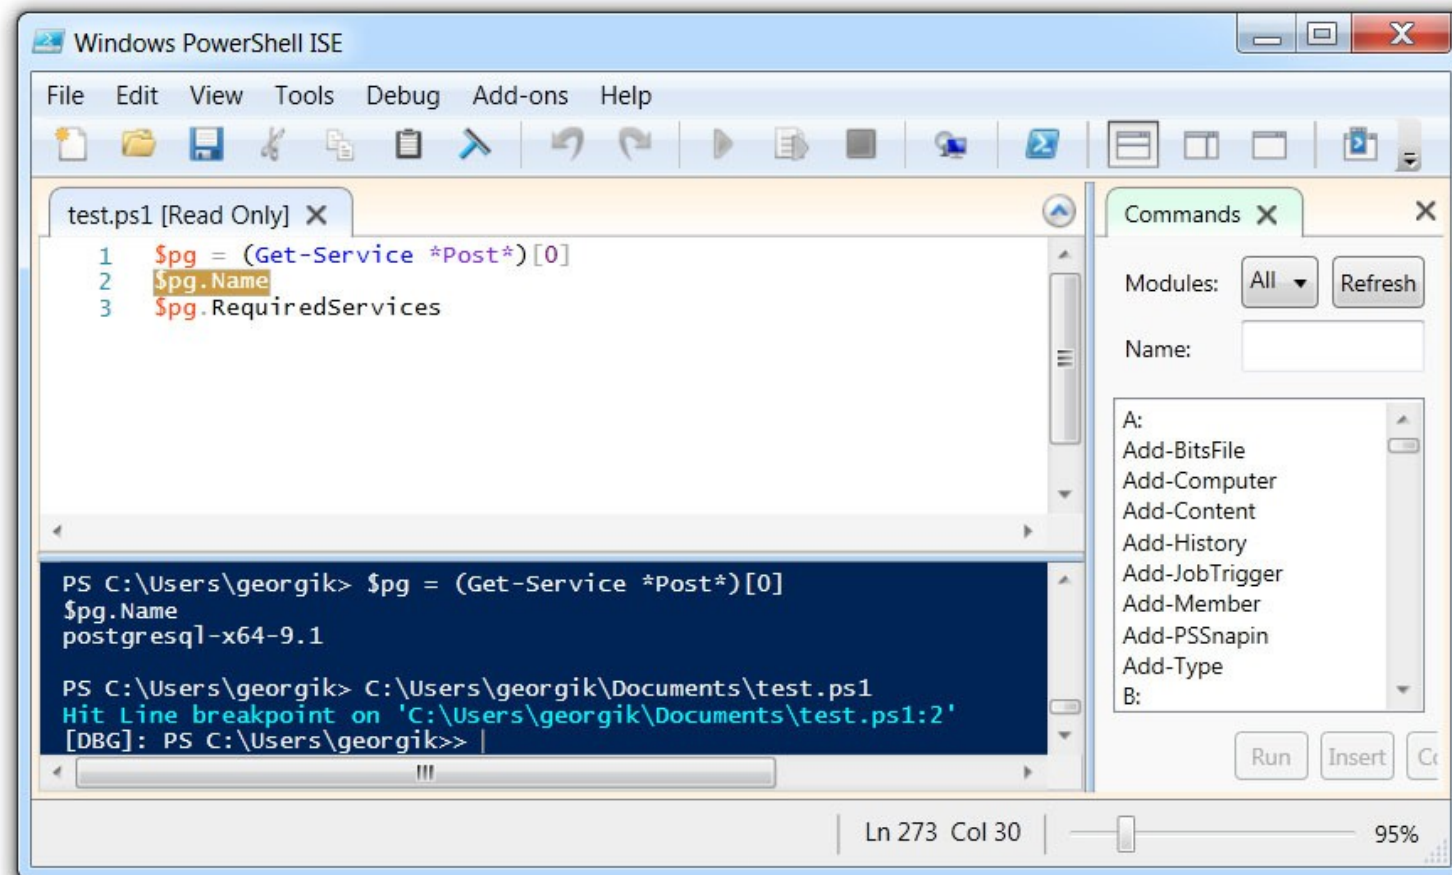 Windows PowerShell ISE
File Edit View Tools Debug Add-ons Help
test.ps1 [Read Only]
1 $pg = (Get-Service *Post*)[0]
2 $pg.Name
3 $pg.RequiredServices
PS C:\Users\georgik> $pg = (Get-Service *Post*)[0]
$pg.Name
postgresql-x64-9.1
PS C:\Users\georgik> C:\Users\georgik\Documents\test.ps1
Hit Line breakpoint on 'C:\Users\georgik\Documents\test.ps1:2'
[DBG]: PS C:\Users\georgik>>
Commands
Modules: All Refresh
Name:
A:
Add-BitsFile
Add-Computer
Add-Content
Add-History
Add-JobTrigger
Add-Member
Add-PSSnapin
Add-Type
B:
Run Insert
Ln 273 Col 30 95%